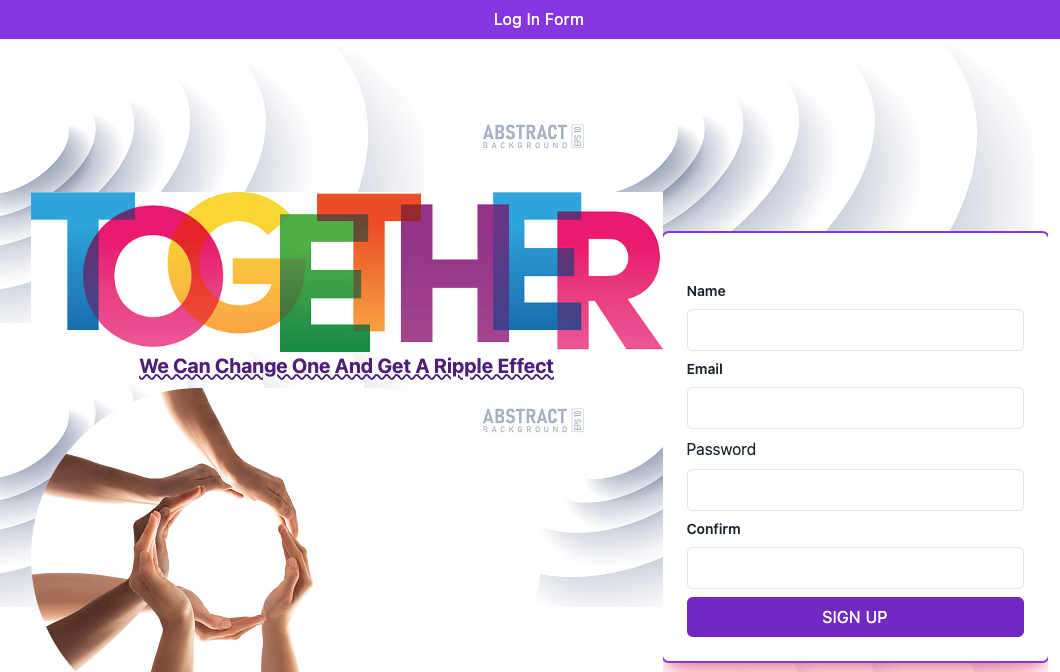 Log In Form
ABSTRACT
BACKGROUND
EPS 10
TOGETHER
We Can Change One And Get A Ripple Effect
ABSTRACT
BACKGROUND
EPS 10
Name
Email
Password
Confirm
SIGN UP